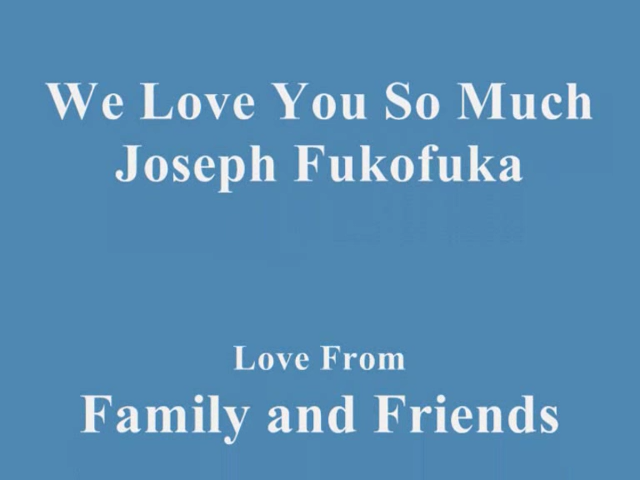 We Love You So Much
Joseph Fukofuka
Love From
Family and Friends